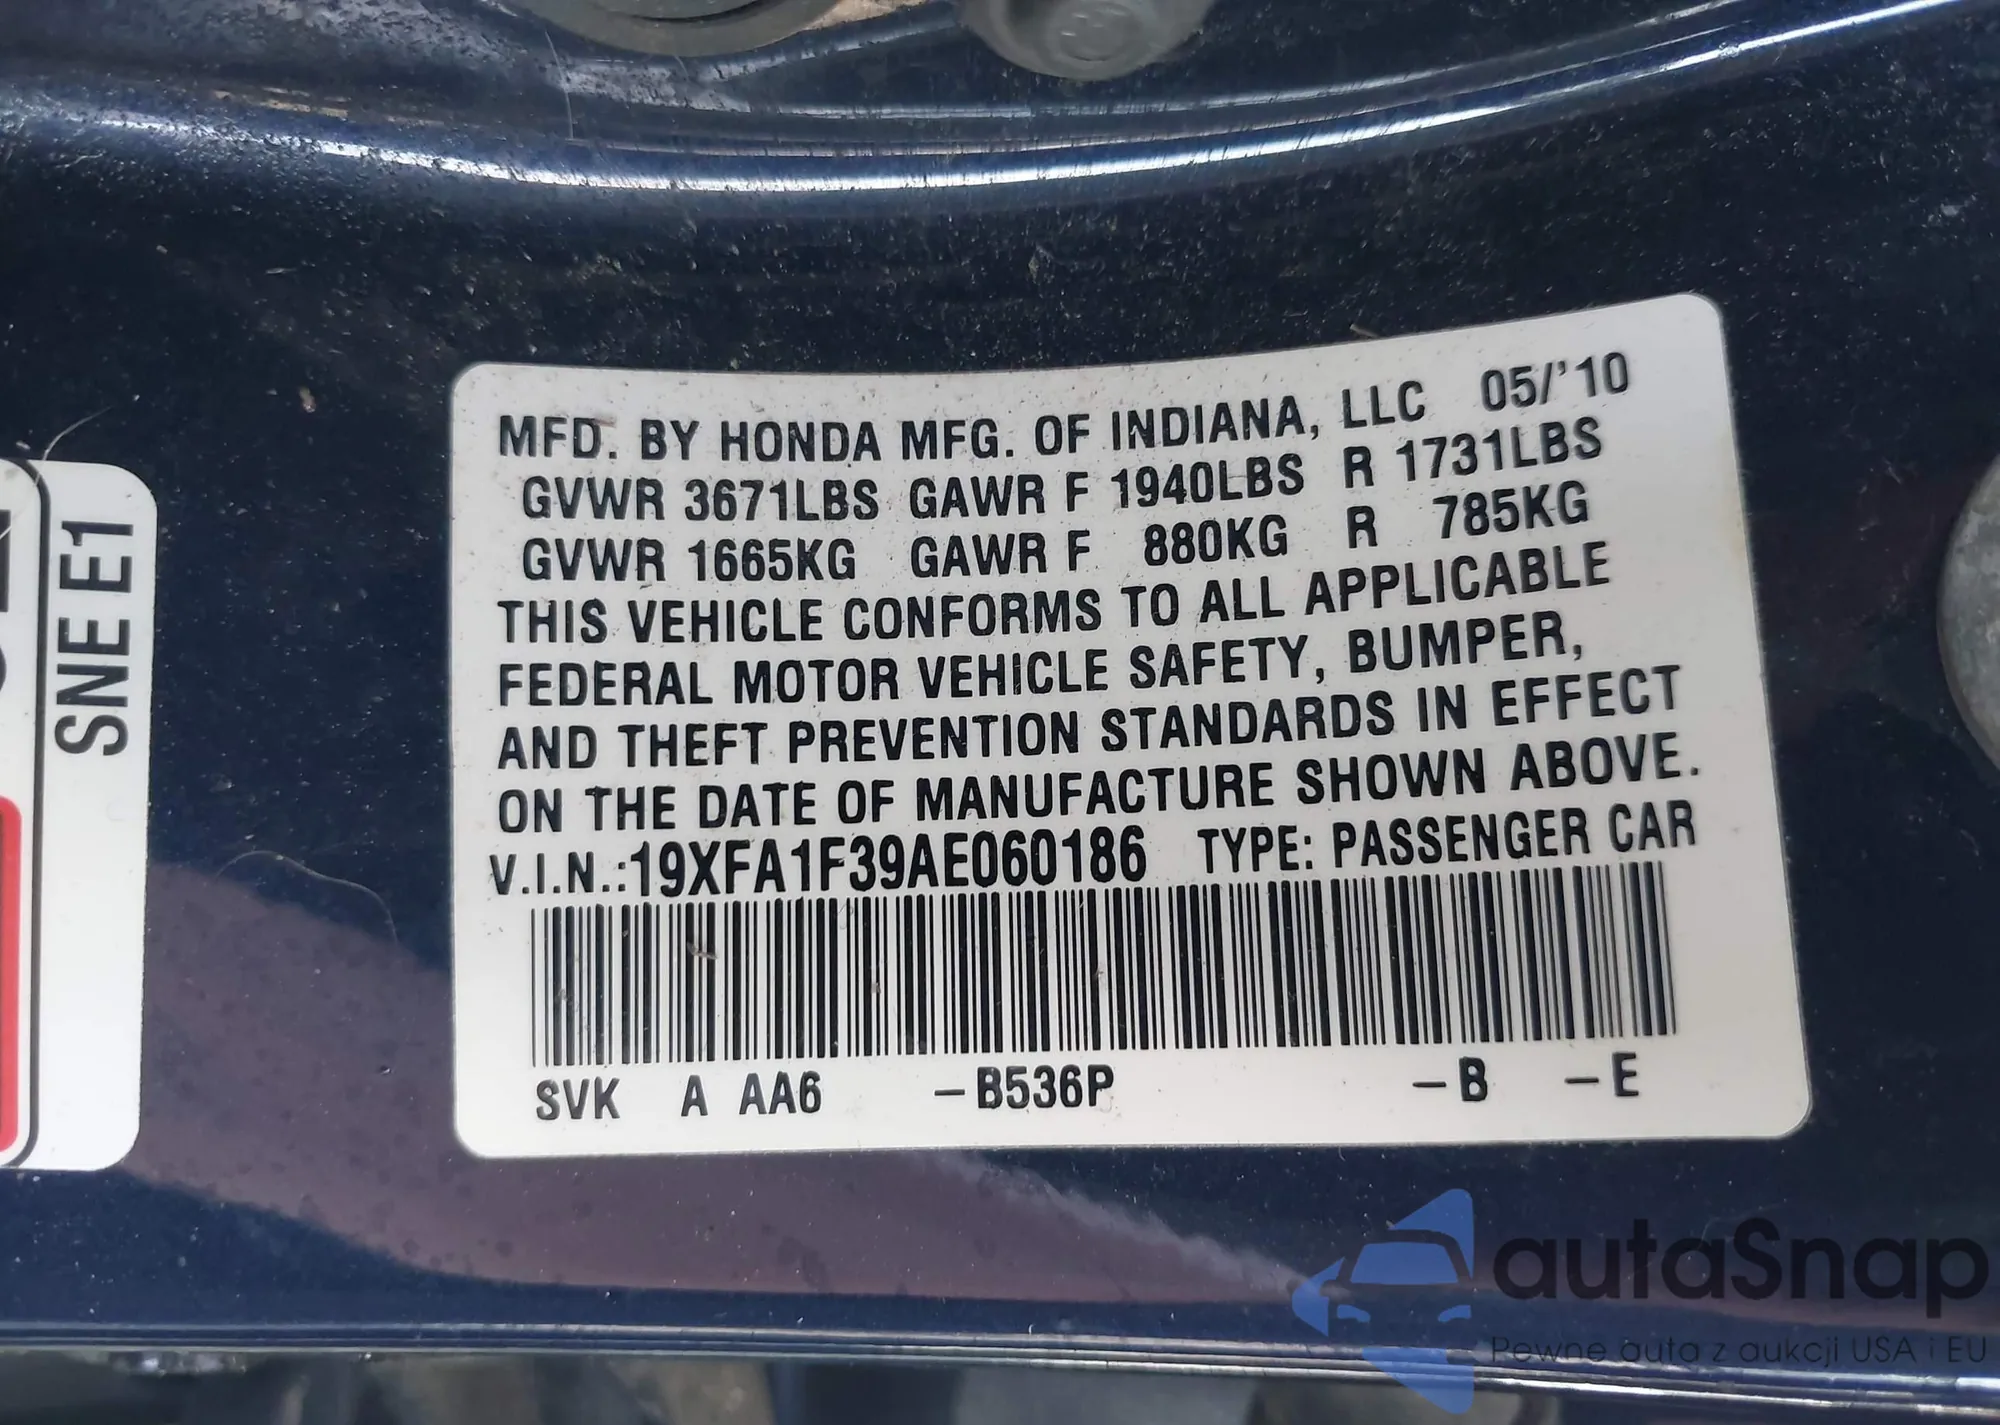 MFD. BY HONDA MFG. OF INDIANA, LLC 05/'10
GVWR 3671LBS GAWR F 1940LBS R 1731LBS
GVWR 1665KG GAWR F 880KG R 785KG
THIS VEHICLE CONFORMS TO ALL APPLICABLE
FEDERAL MOTOR VEHICLE SAFETY, BUMPER,
AND THEFT PREVENTION STANDARDS IN EFFECT
ON THE DATE OF MANUFACTURE SHOWN ABOVE.
V.I.N.:19XFA1F39AE060186 TYPE: PASSENGER CAR
SVK A AA6 –B536P –B –E
SNE E1
autaSnap
Pewne auta z aukcji USA i EU